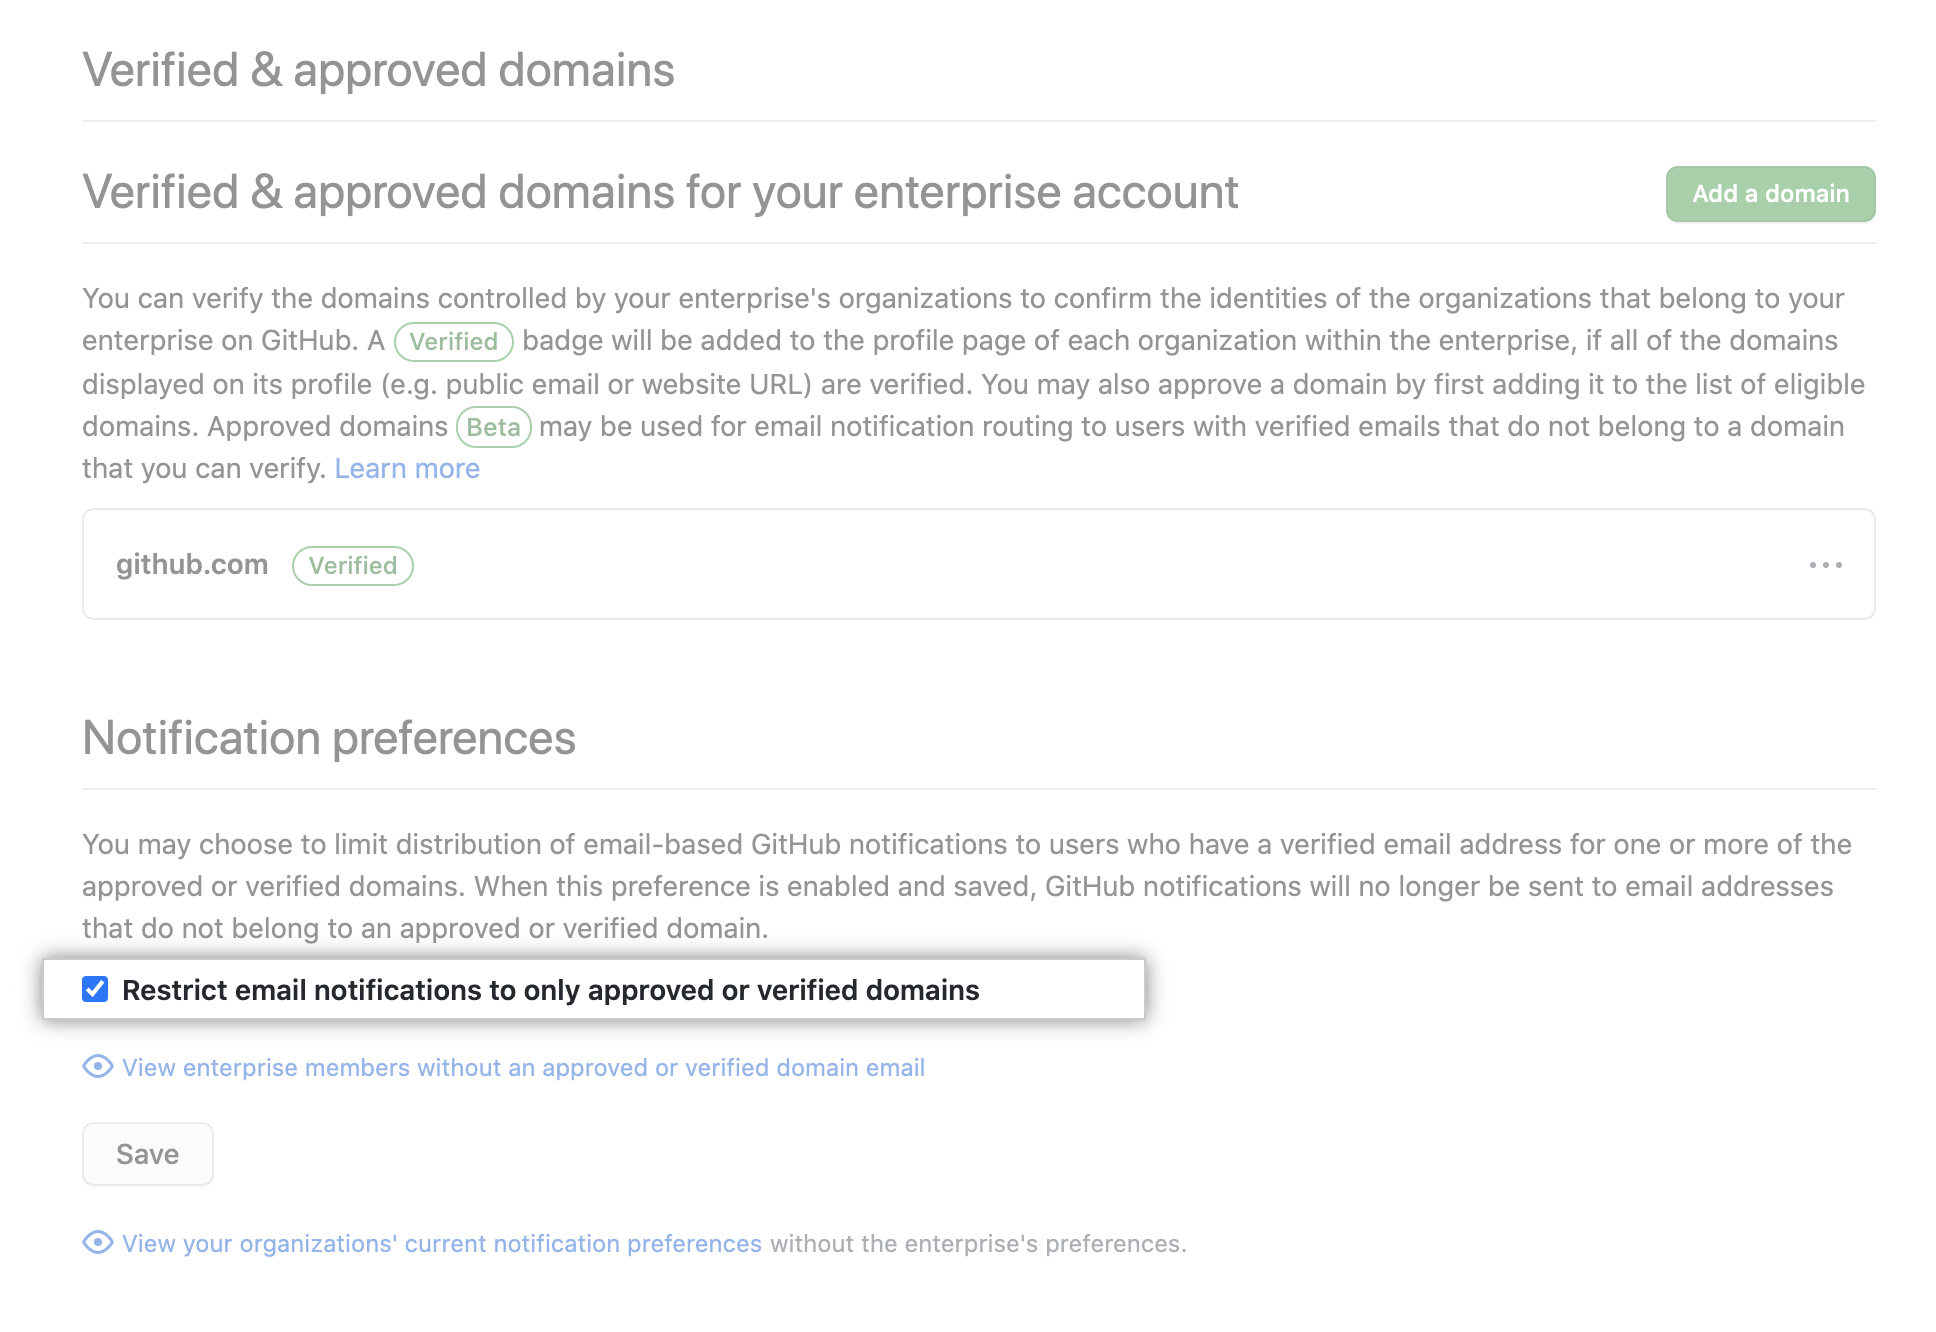 Verified & approved domains
Verified & approved domains for your enterprise account
Add a domain
You can verify the domains controlled by your enterprise's organizations to confirm the identities of the organizations that belong to your
enterprise on GitHub. A Verified badge will be added to the profile page of each organization within the enterprise, if all of the domains
displayed on its profile (e.g. public email or website URL) are verified. You may also approve a domain by first adding it to the list of eligible
domains. Approved domains Beta may be used for email notification routing to users with verified emails that do not belong to a domain
that you can verify. Learn more
github.com Verified
Notification preferences
You may choose to limit distribution of email-based GitHub notifications to users who have a verified email address for one or more of the
approved or verified domains. When this preference is enabled and saved, GitHub notifications will no longer be sent to email addresses
that do not belong to an approved or verified domain.
Restrict email notifications to only approved or verified domains
View enterprise members without an approved or verified domain email
Save
View your organizations' current notification preferences without the enterprise's preferences.